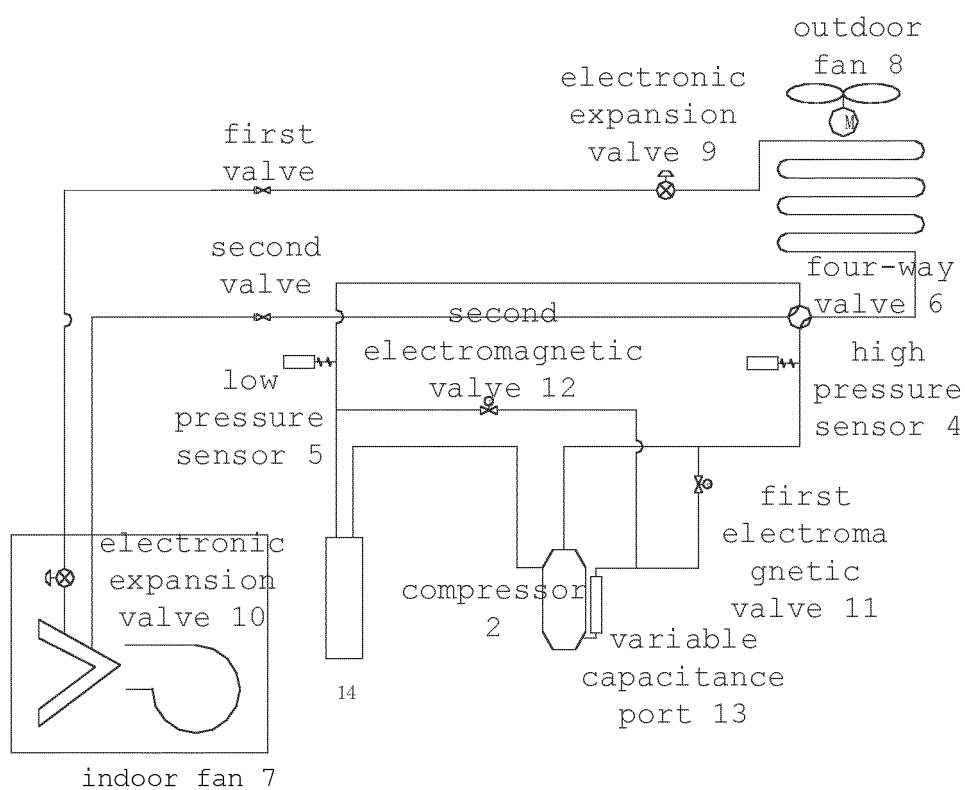 outdoor
fan 8
M
electronic
expansion
valve 9
first
valve
second
valve
four-way
valve 6
second
electromagnetic
valve 12
low
pressure
sensor 5
high
pressure
sensor 4
first
electroma
gnetic
valve 11
electronic
expansion
valve 10
compressor
2
variable
capacitance
port 13
14
indoor fan 7